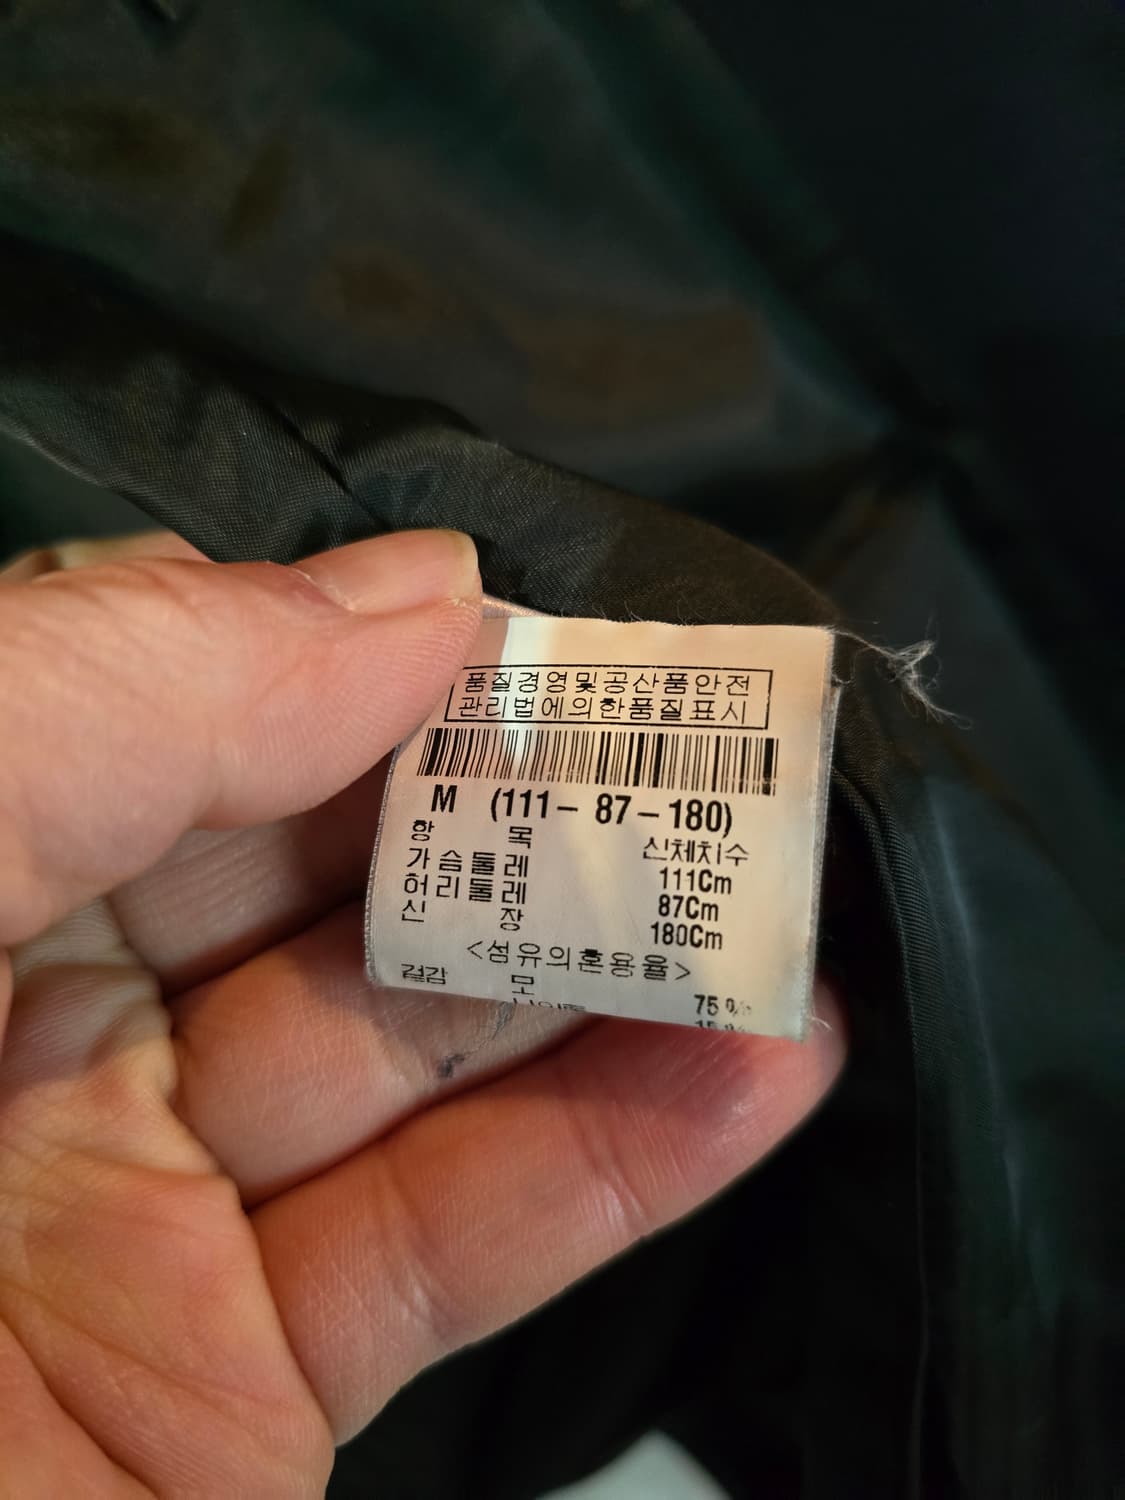 품질경영및공산품안전
관리법에의한품질표시
M (111- 87-180)
항 목 신체치수
가슴둘레 111Cm
허리둘레 87Cm
신 장 180Cm
<섬유의혼용율>
겉감 모 75%